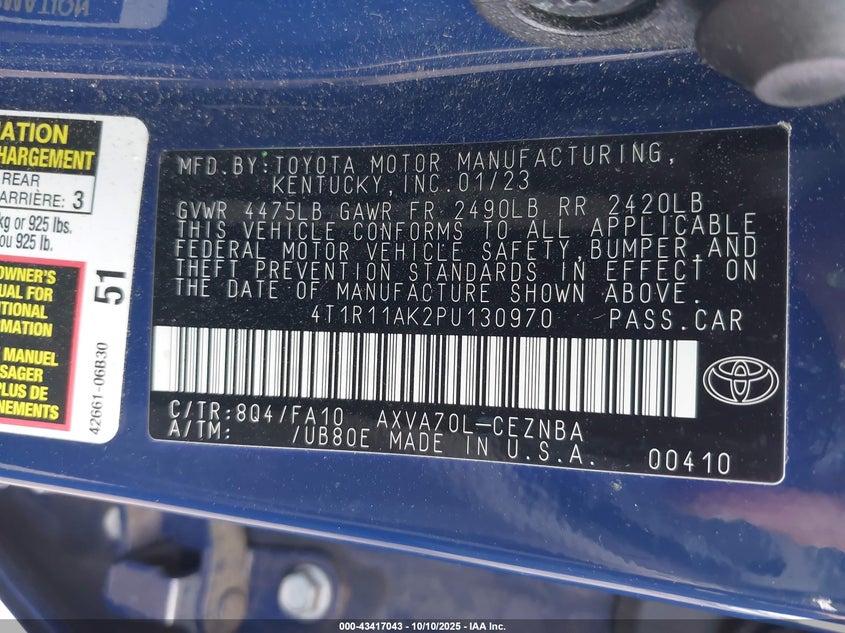 MATION
HARGEMENT
REAR
ARRIÈRE: 3
kg or 925 lbs.
ou 925 lb.
OWNER'S
UAL FOR
ITIONAL
RMATION
MANUEL
SAGER
PLUS DE
NEMENTS
51
42661-06B30
MFD. BY: TOYOTA MOTOR MANUFACTURING,
KENTUCKY, INC. 01/23
GVWR 4475LB GAWR FR 2490LB RR 2420LB
THIS VEHICLE CONFORMS TO ALL APPLICABLE
FEDERAL MOTOR VEHICLE SAFETY, BUMPER, AND
THEFT PREVENTION STANDARDS IN EFFECT ON
THE DATE OF MANUFACTURE SHOWN ABOVE.
4T1R11AK2PU130970 PASS. CAR
C/TR: 8Q4/FA10 AXVA70L-CEZNBA
A/TM: /UB80E MADE IN U.S.A. 00410
000-43417043 - 10/10/2025 - IAA Inc.